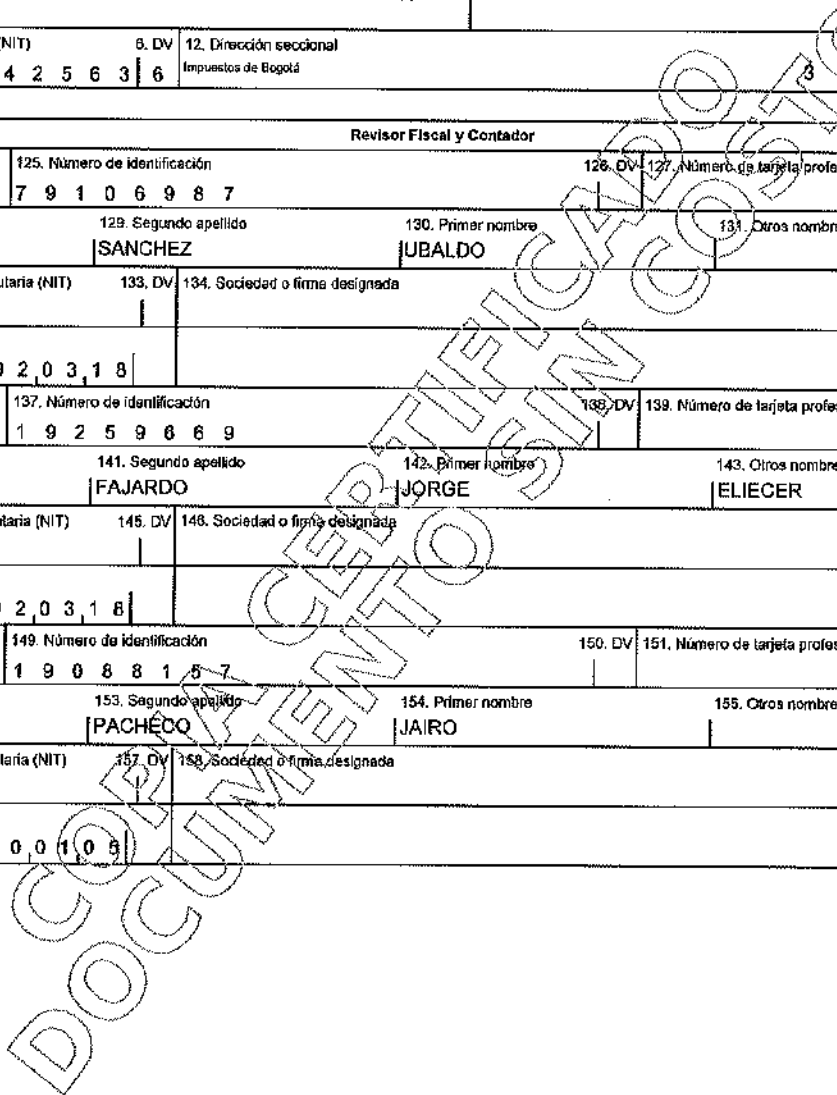 (NIT) 6. DV 12. Dirección seccional
4 2 5 6 3 6 Impuestos de Bogotá 3
Revisor Fiscal y Contador
125. Número de identificación 126. DV 127. Número de tarjeta profes
7 9 1 0 6 9 8 7
129. Segundo apellido 130. Primer nombre 131. Otros nombre
SANCHEZ UBALDO
utaria (NIT) 133. DV 134. Sociedad o firma designada
2 0 3 1 8
137. Número de identificación 138. DV 139. Número de tarjeta profes
1 9 2 5 9 6 6 9
141. Segundo apellido 142. Primer nombre 143. Otros nombre
FAJARDO JORGE ELIECER
utaria (NIT) 145. DV 146. Sociedad o firma designada
2 0 3 1 8
149. Número de identificación 150. DV 151. Número de tarjeta profes
1 9 0 8 8 1 5 7
153. Segundo apellido 154. Primer nombre 155. Otros nombre
PACHECO JAIRO
taria (NIT) 157. DV 158. Sociedad o firma designada
0 0 1 0 5
COPIA CERTIFICADO
DOCUMENTO SIN COSTO